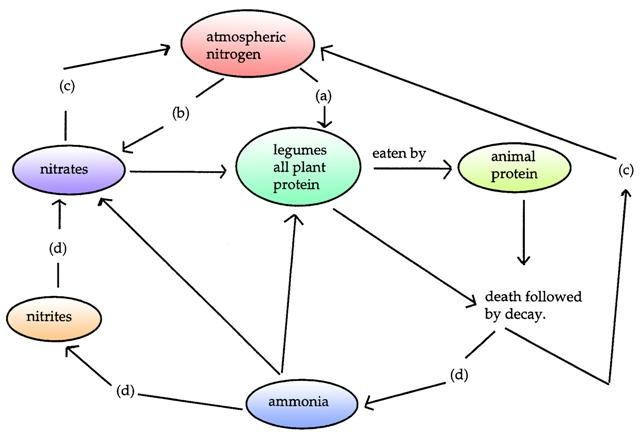 atmospheric
nitrogen
(c)
(a)
(b)
nitrates
legumes
all plant
protein
eaten by
animal
protein
(c)
(d)
nitrites
death followed
by decay.
(d)
(d)
ammonia